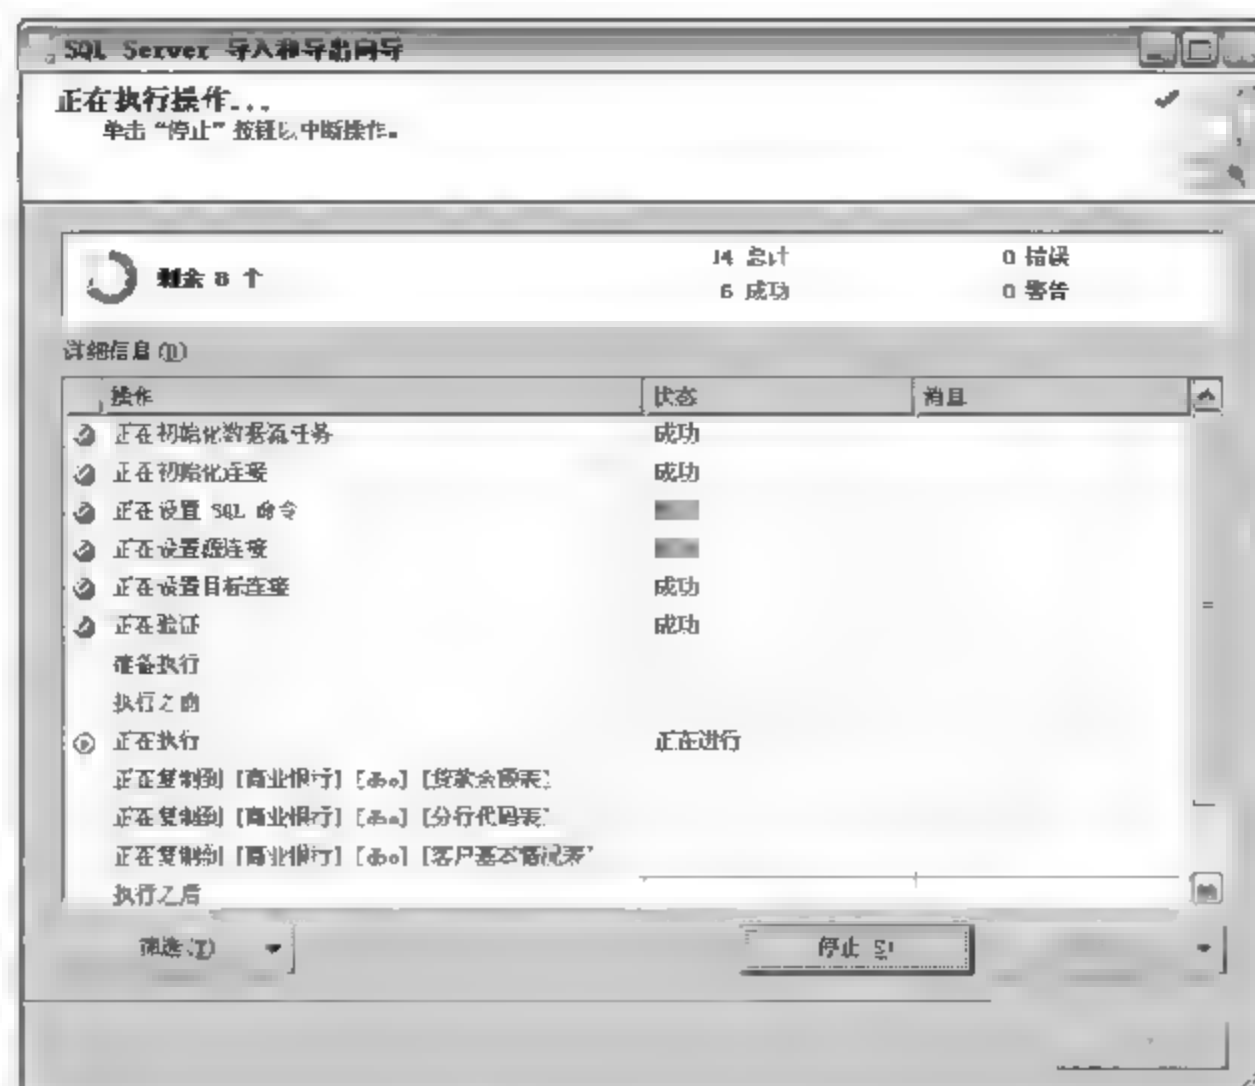 SQL Server 导入和导出向导
正在执行操作...
单击“停止”按钮以中断操作。
剩余 8 个
14 总计
0 错误
6 成功
0 警告
详细信息(D)
操作 状态 消息
正在初始化数据流任务 成功
正在初始化连接 成功
正在设置 SQL 命令
正在设置源连接
正在设置目标连接 成功
正在验证 成功
准备执行
执行之前
正在执行 正在进行
正在复制到 [商业银行] [dbo] [贷款金额表]
正在复制到 [商业银行] [dbo] [分行代码表]
正在复制到 [商业银行] [dbo] [客户基本情况表]
执行之后
筛选(T) 停止 S